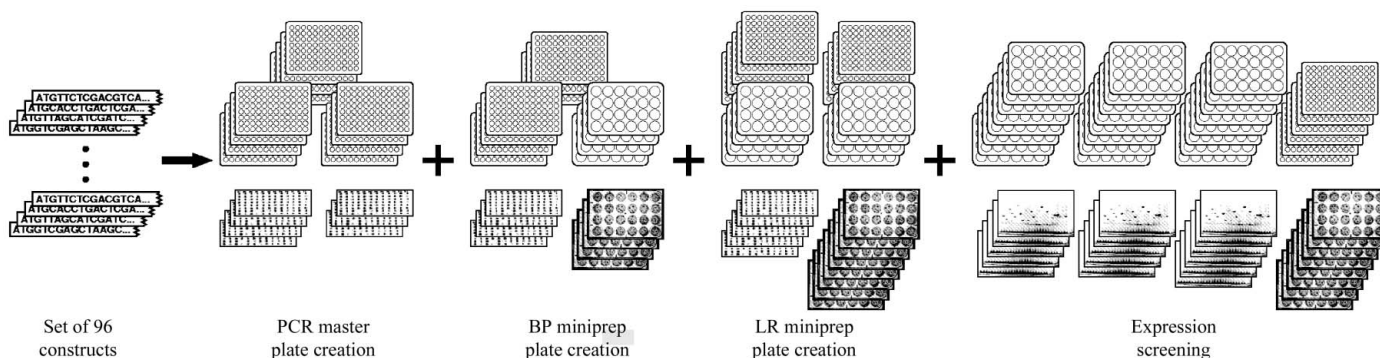 ATGTTCTCGACGTCA...
ATGCACCTGACTCGA...
ATGTTAGCATCGATC...
ATGGTCGAGCTAAGC...
ATGTTCTCGACGTCA...
ATGCACCTGACTCGA...
ATGTTAGCATCGATC...
ATGGTCGAGCTAAGC...
Set of 96
constructs
PCR master
plate creation
BP miniprep
plate creation
LR miniprep
plate creation
Expression
screening